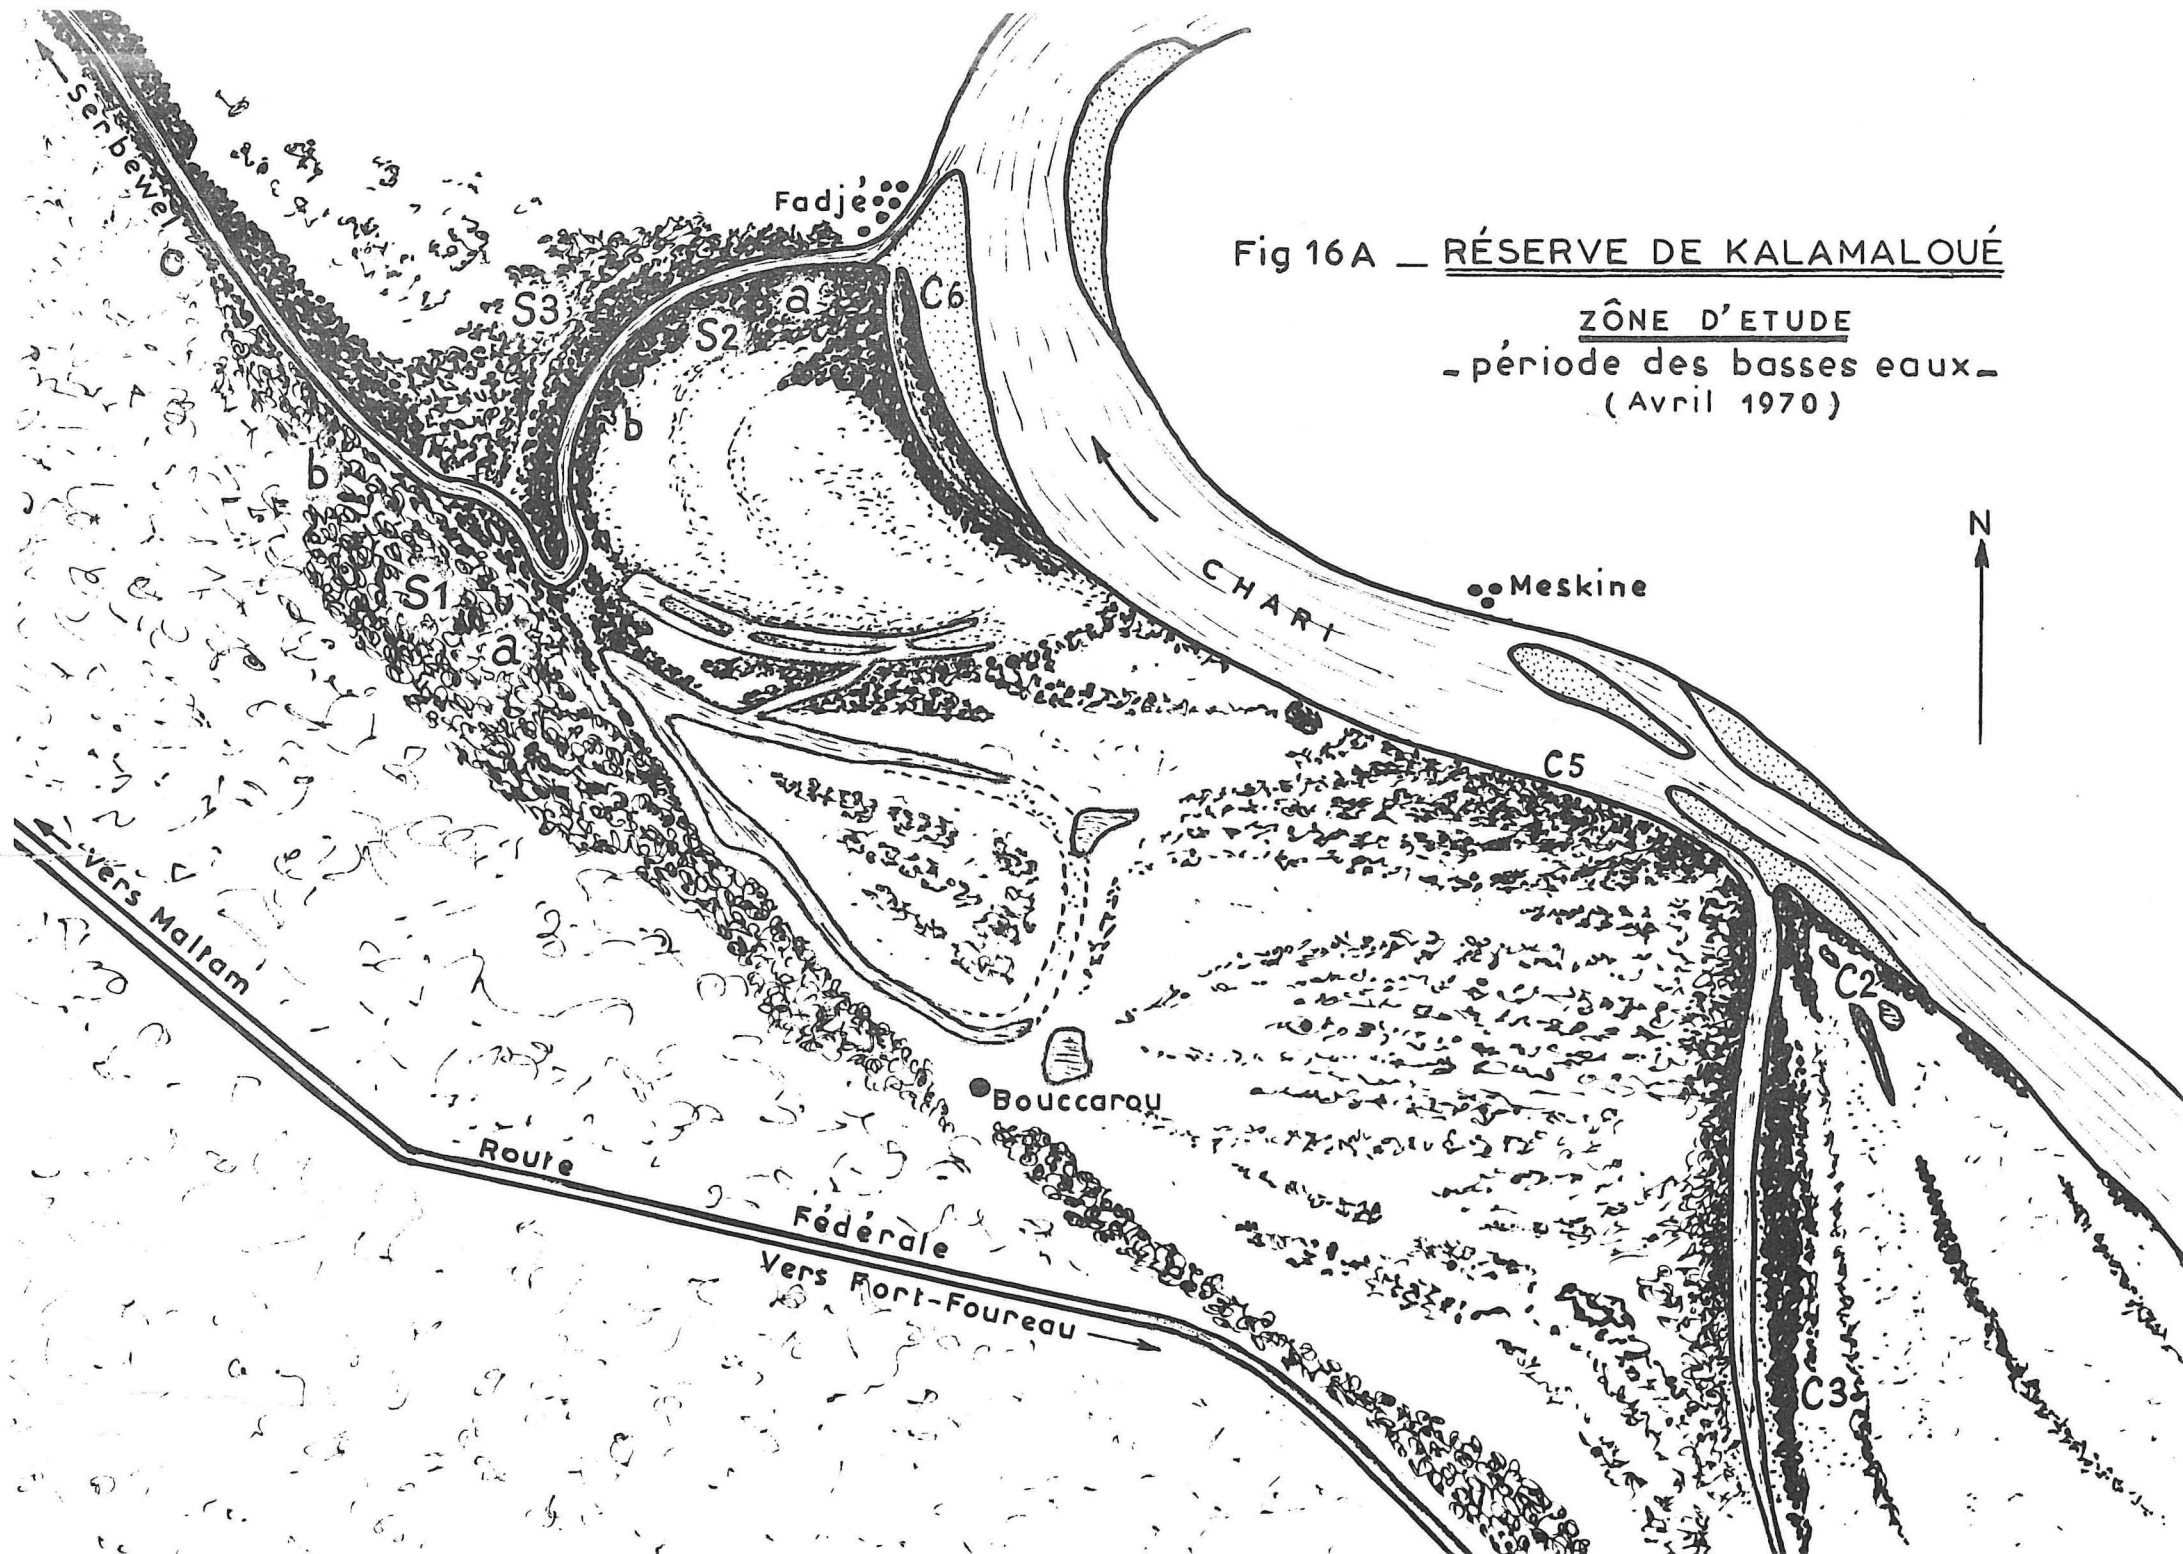 Fig 16A _ RÉSERVE DE KALAMALOUÉ
ZÔNE D'ETUDE
- période des basses eaux -
(Avril 1970)
N
Serbewel
c
Fadjé
S3
S2
a
C6
b
b
S1
a
CHARI
Meskine
C5
C2
C3
Bouccarou
vers Maltam
Route
Fédérale
Vers Fort-Foureau